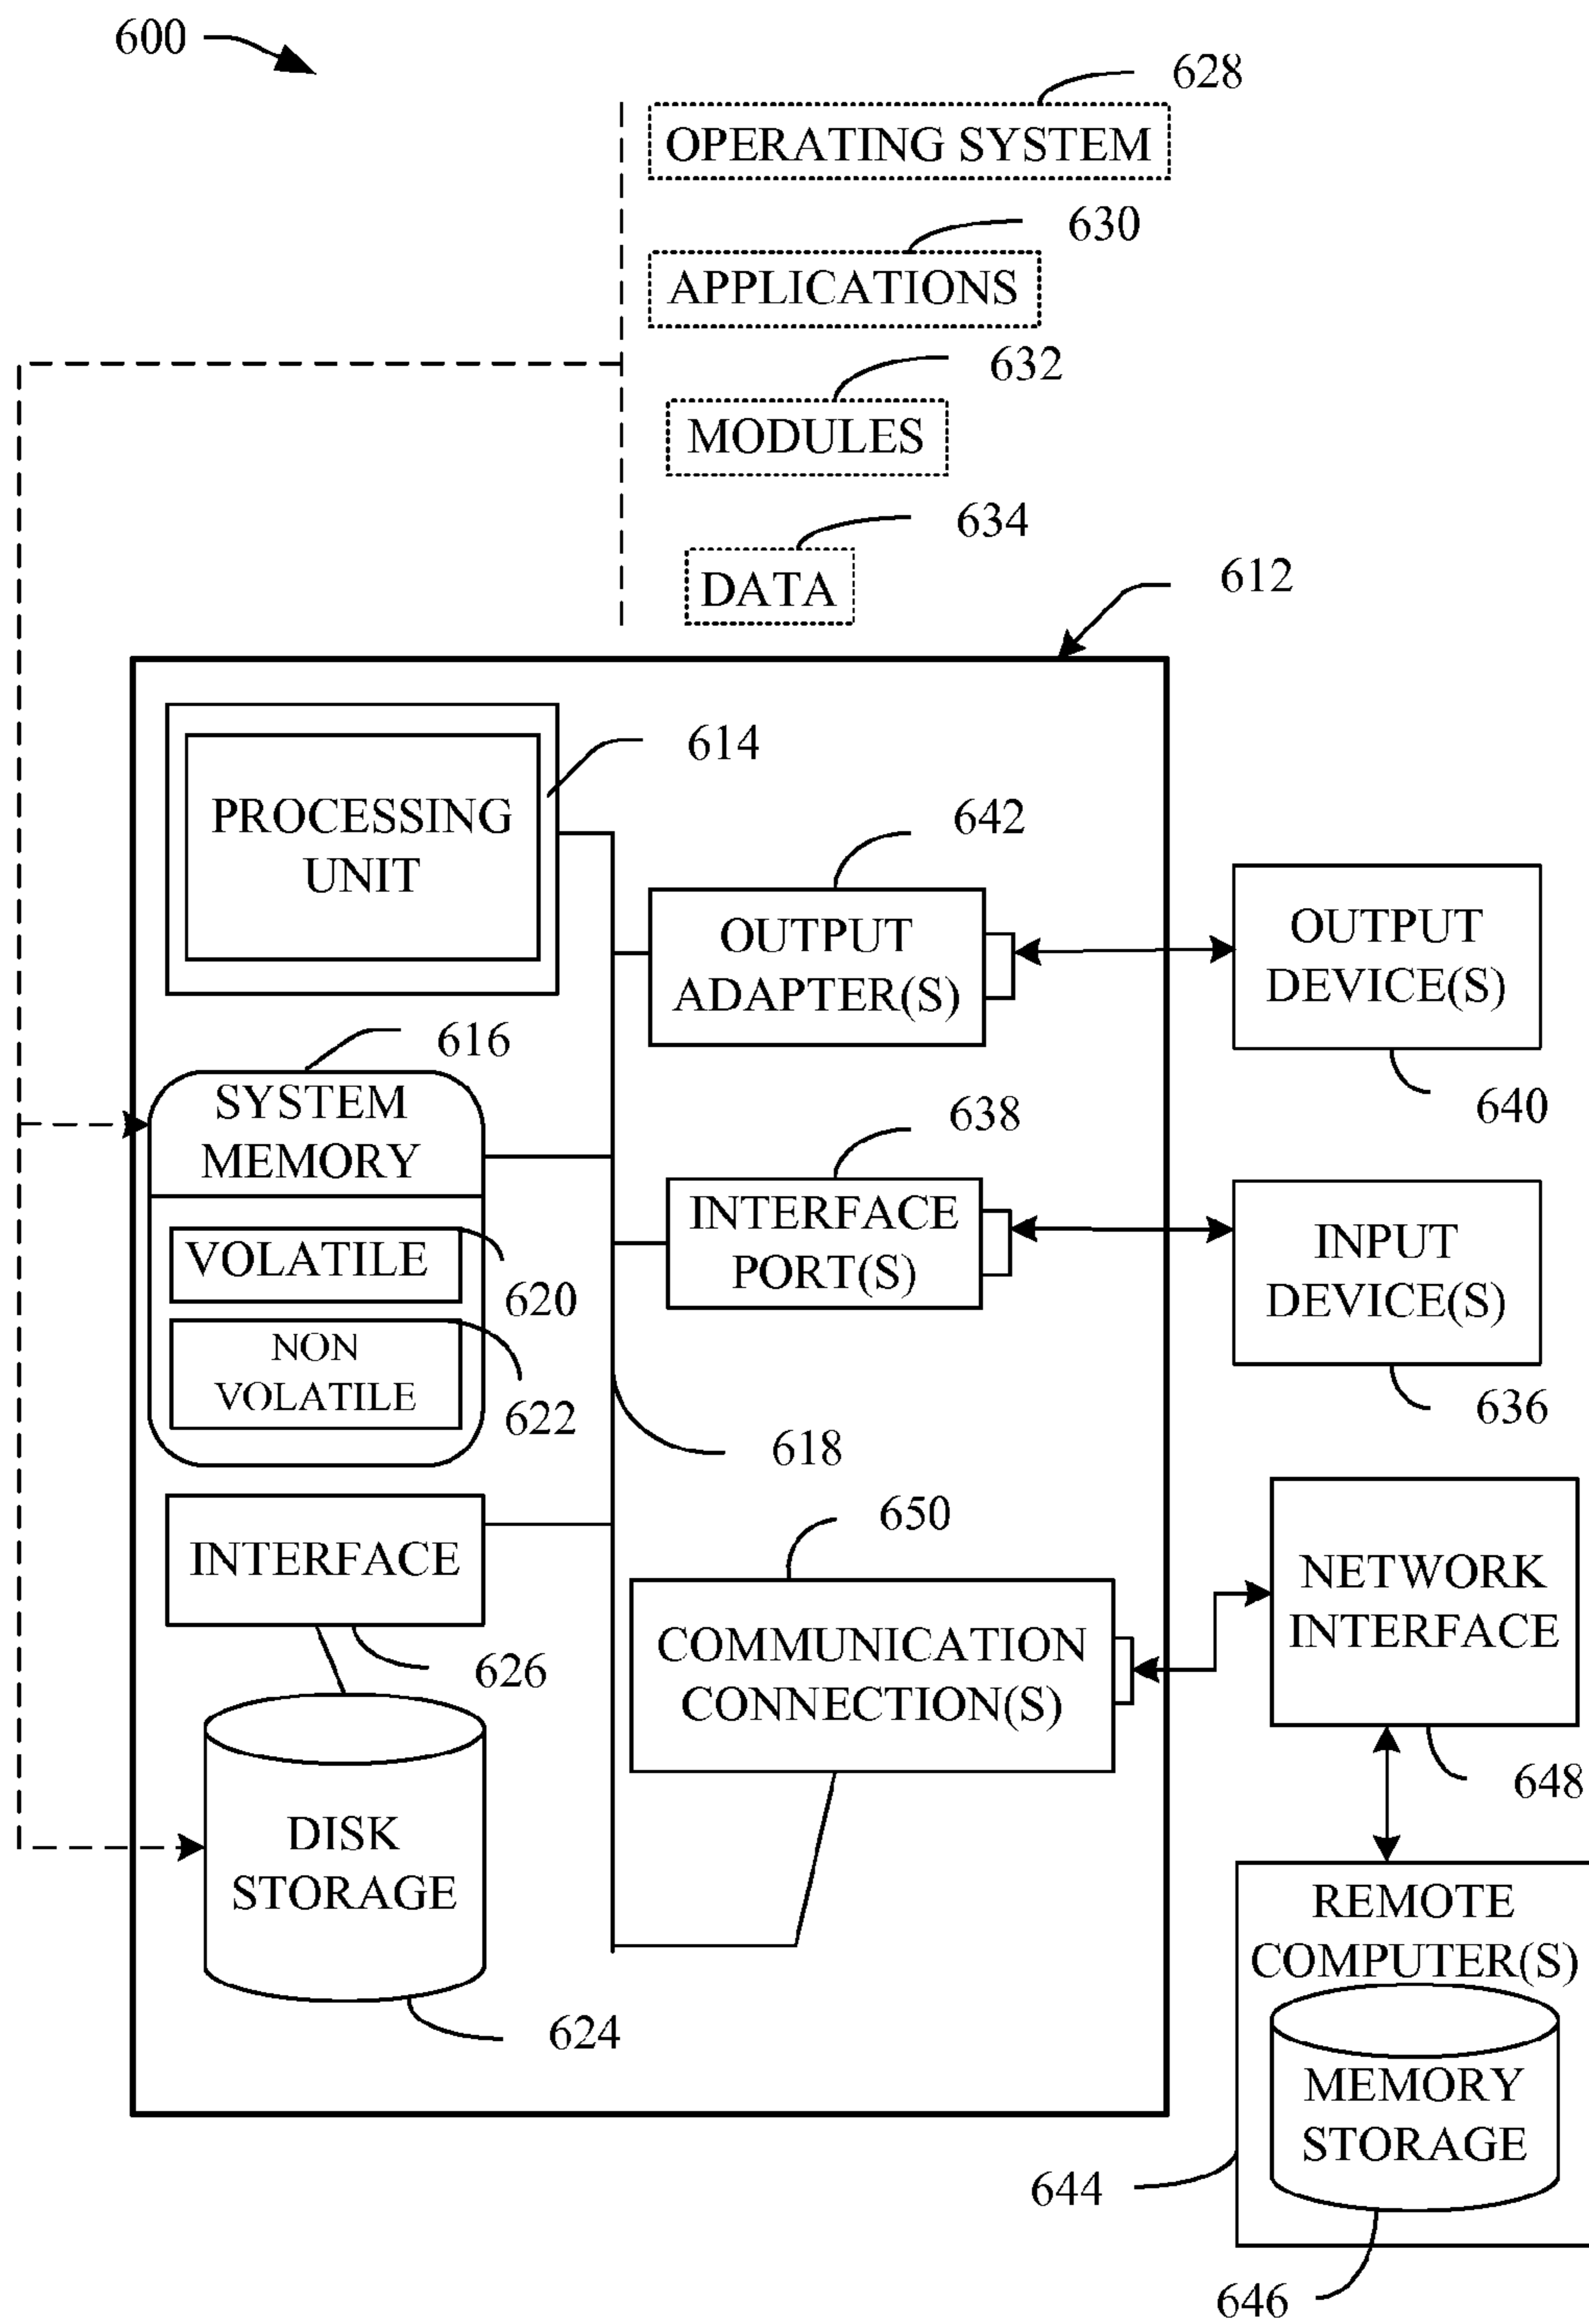 600
628
OPERATING SYSTEM
630
APPLICATIONS
632
MODULES
634
DATA
612
614
PROCESSING
UNIT
642
OUTPUT
ADAPTER(S)
OUTPUT
DEVICE(S)
640
616
SYSTEM
MEMORY
VOLATILE
620
NON
VOLATILE
622
638
INTERFACE
PORT(S)
INPUT
DEVICE(S)
636
618
INTERFACE
626
650
COMMUNICATION
CONNECTION(S)
NETWORK
INTERFACE
648
DISK
STORAGE
624
REMOTE
COMPUTER(S)
MEMORY
STORAGE
644
646